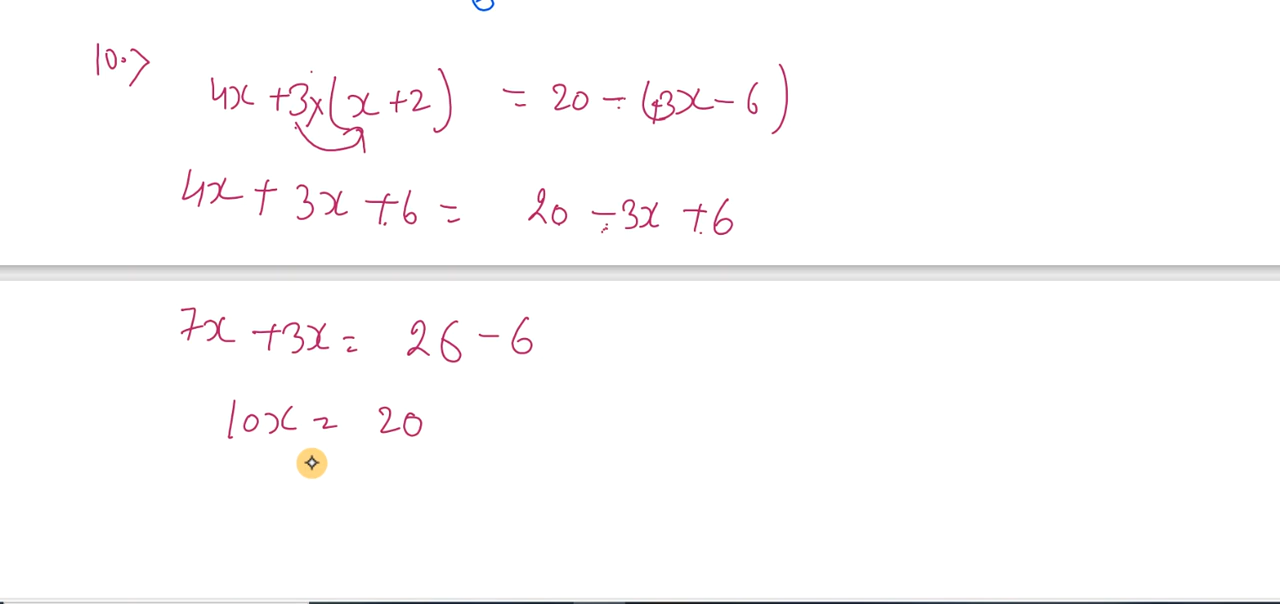 10.>
4x + 3x(x + 2) = 20 - (+3x - 6)
4x + 3x + 6 = 20 - 3x + 6
7x + 3x = 26 - 6
10x = 20